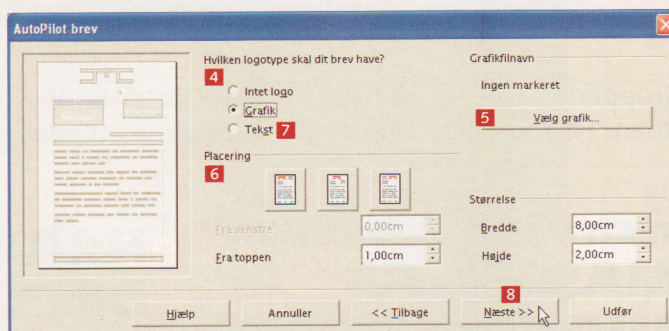 AutoPilot brev
Hvilken logotype skal dit brev have?
4
Intet logo
Grafik
Tekst 7
Placering
6
Fra venstre 0,00cm
Fra toppen 1,00cm
Grafikfilnavn
Ingen markeret
5 Vælg grafik...
Størrelse
Bredde 8,00cm
Højde 2,00cm
8
Hjælp Annuller << Tilbage Næste >> Udfør